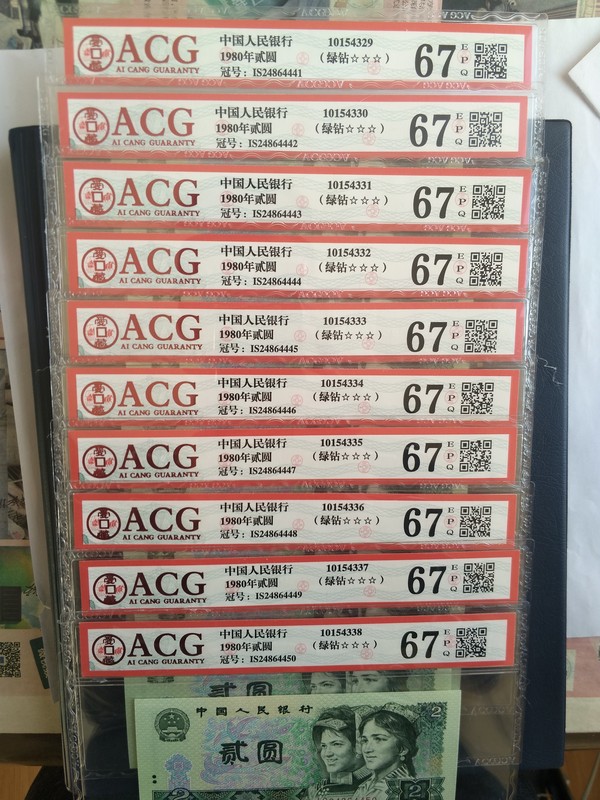 ACG
AI CANG GUARANTY
中国人民银行 10154329
1980年贰圆 (绿钻☆☆☆)
冠号: IS24864441
67 EPQ
ACG
AI CANG GUARANTY
中国人民银行 10154330
1980年贰圆 (绿钻☆☆☆)
冠号: IS24864442
67 EPQ
ACG
AI CANG GUARANTY
中国人民银行 10154331
1980年贰圆 (绿钻☆☆☆)
冠号: IS24864443
67 EPQ
ACG
AI CANG GUARANTY
中国人民银行 10154332
1980年贰圆 (绿钻☆☆☆)
冠号: IS24864444
67 EPQ
ACG
AI CANG GUARANTY
中国人民银行 10154333
1980年贰圆 (绿钻☆☆☆)
冠号: IS24864445
67 EPQ
ACG
AI CANG GUARANTY
中国人民银行 10154334
1980年贰圆 (绿钻☆☆☆)
冠号: IS24864446
67 EPQ
ACG
AI CANG GUARANTY
中国人民银行 10154335
1980年贰圆 (绿钻☆☆☆)
冠号: IS24864447
67 EPQ
ACG
AI CANG GUARANTY
中国人民银行 10154336
1980年贰圆 (绿钻☆☆☆)
冠号: IS24864448
67 EPQ
ACG
AI CANG GUARANTY
中国人民银行 10154337
1980年贰圆 (绿钻☆☆☆)
冠号: IS24864449
67 EPQ
ACG
AI CANG GUARANTY
中国人民银行 10154338
1980年贰圆 (绿钻☆☆☆)
冠号: IS24864450
67 EPQ
贰圆
中国人民银行
2
贰圆
2